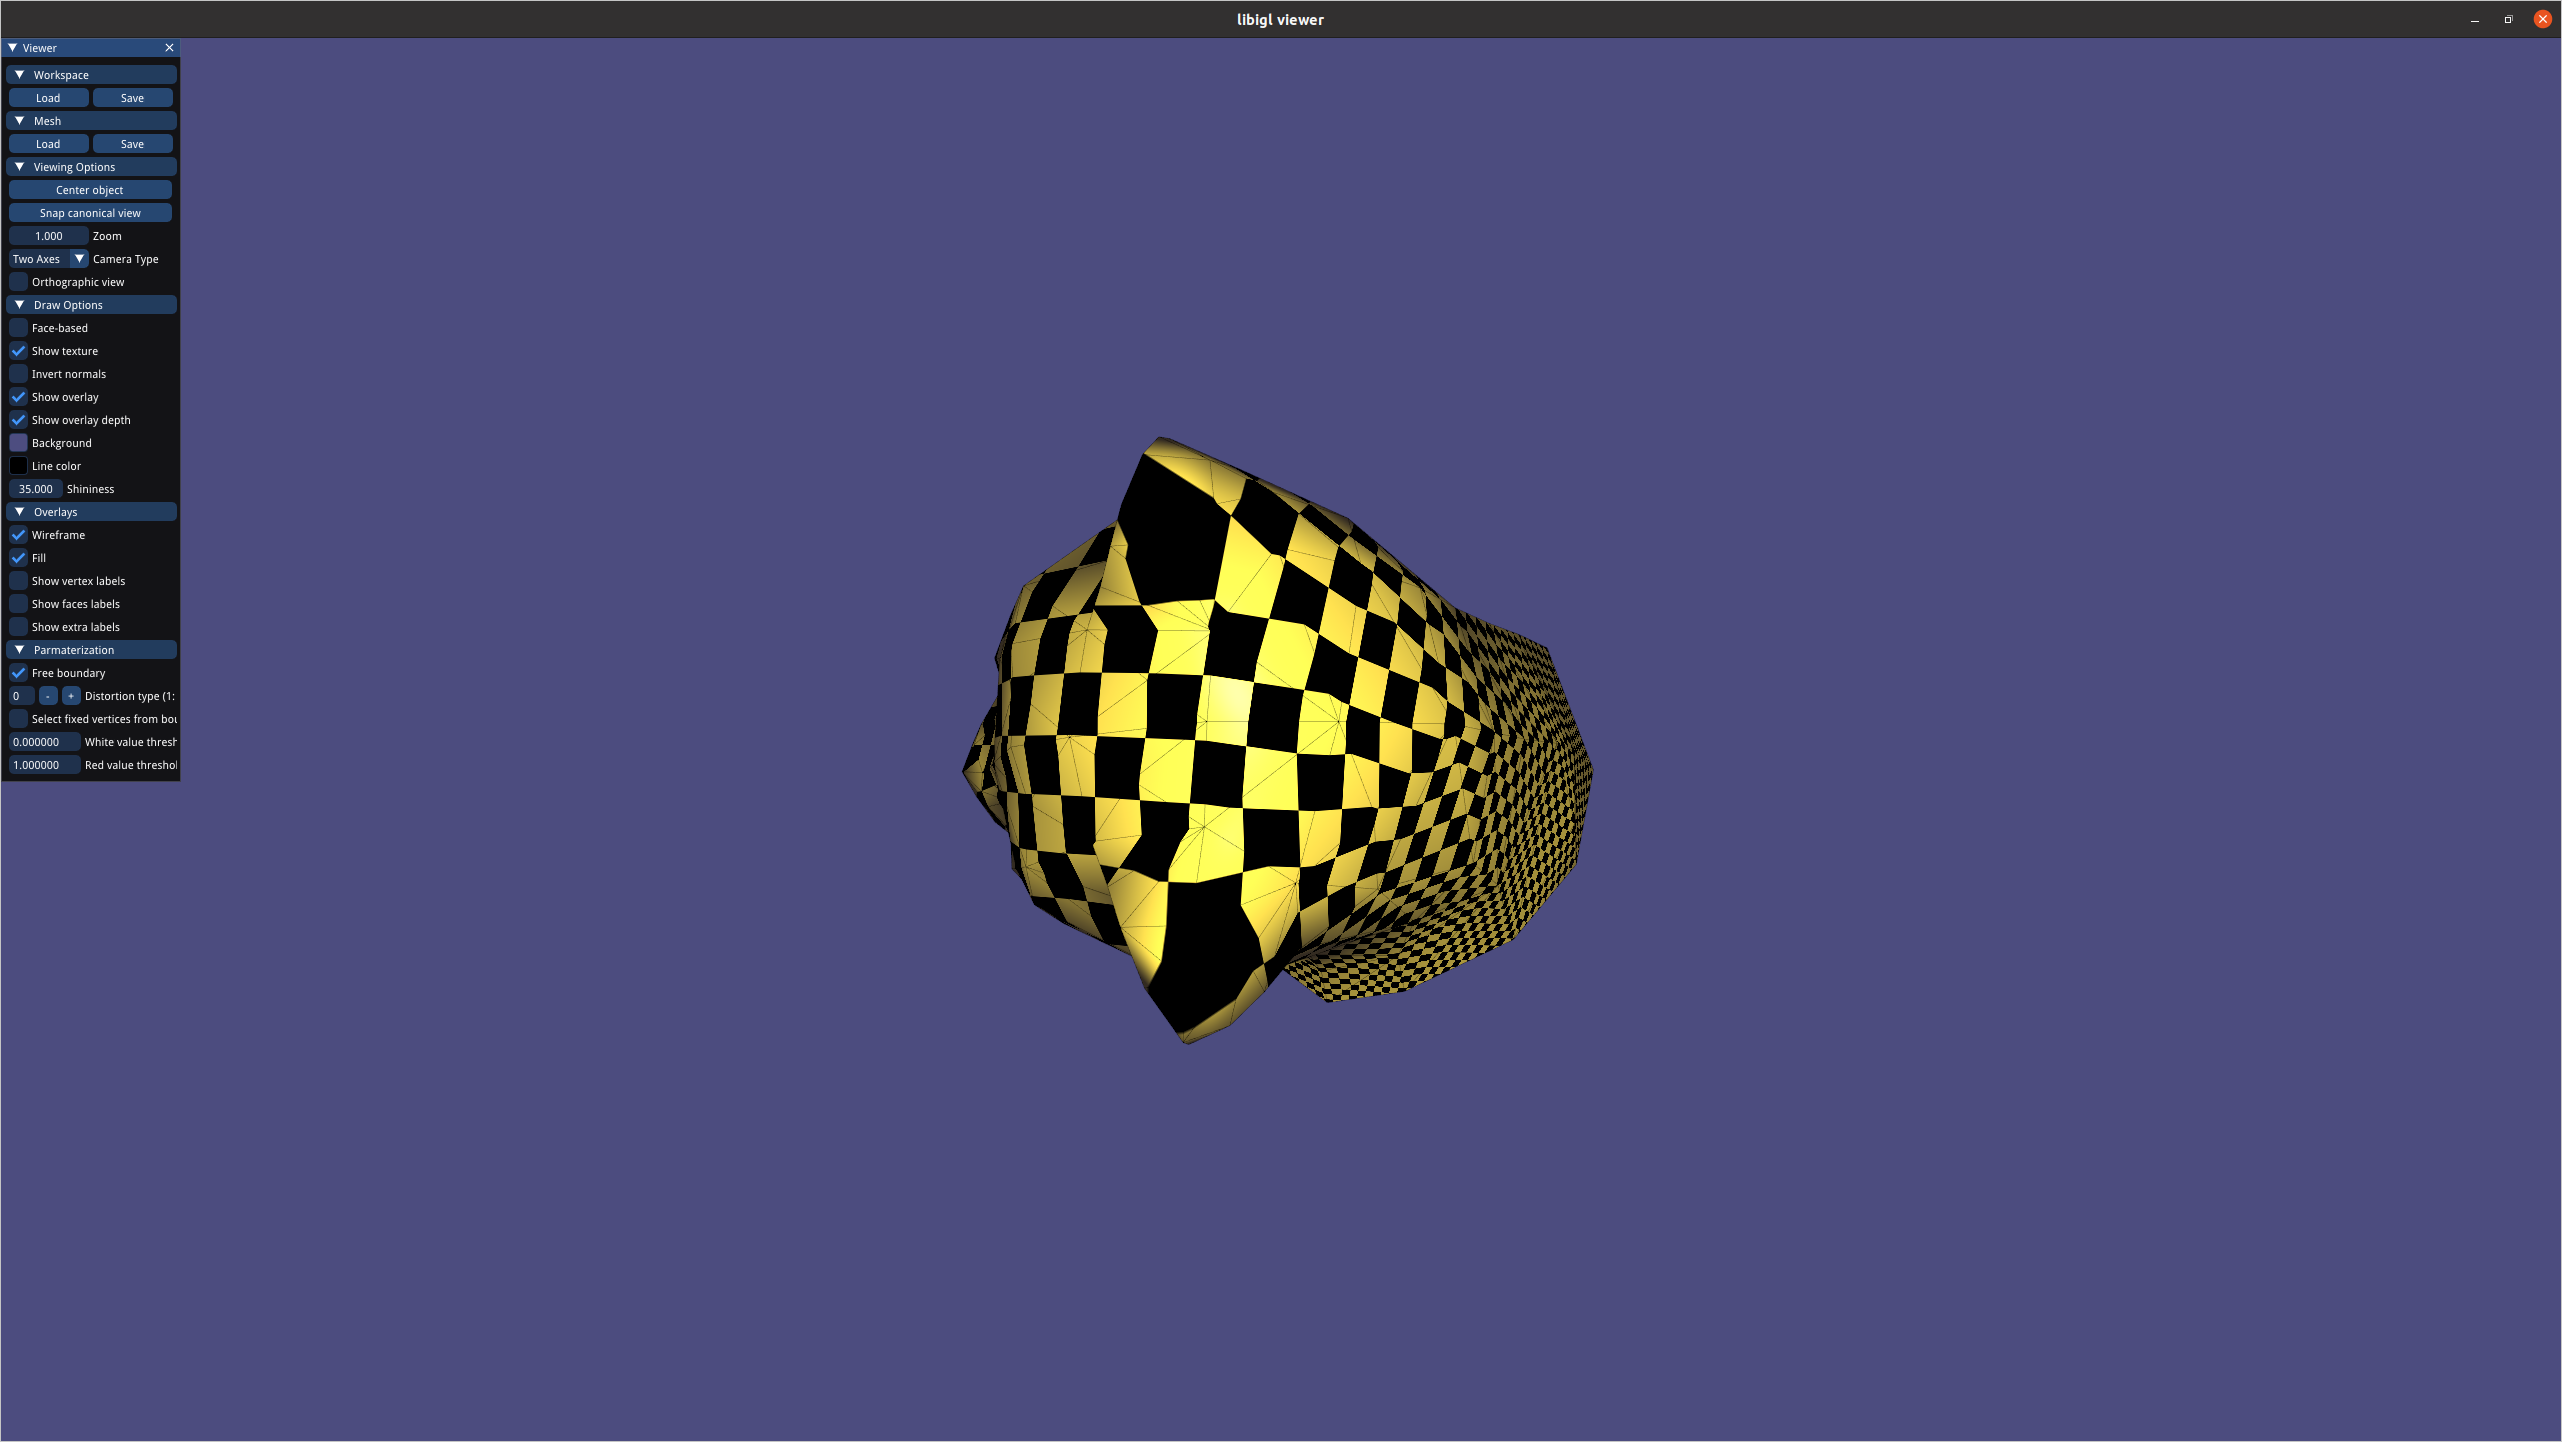 libigl viewer
Viewer
Workspace
Load Save
Mesh
Load Save
Viewing Options
Center object
Snap canonical view
1.000 Zoom
Two Axes Camera Type
Orthographic view
Draw Options
Face-based
Show texture
Invert normals
Show overlay
Show overlay depth
Background
Line color
35.000 Shininess
Overlays
Wireframe
Fill
Show vertex labels
Show faces labels
Show extra labels
Parmaterization
Free boundary
0 - + Distortion type (1:
Select fixed vertices from bou
0.000000 White value thresh
1.000000 Red value threshol